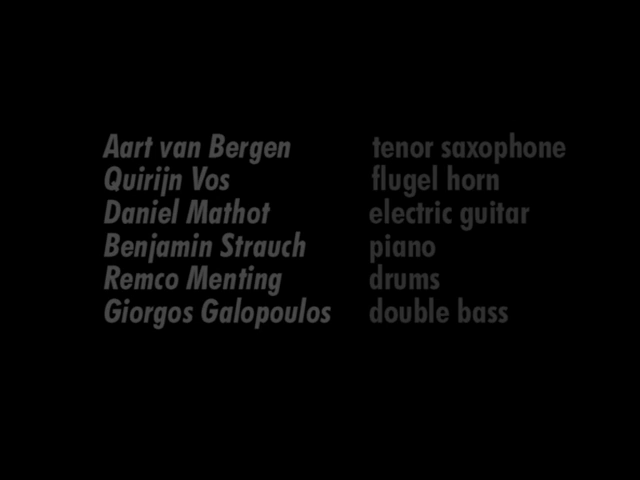 Aart van Bergen tenor saxophone
Quirijn Vos flugel horn
Daniel Mathot electric guitar
Benjamin Strauch piano
Remco Menting drums
Giorgos Galopoulos double bass